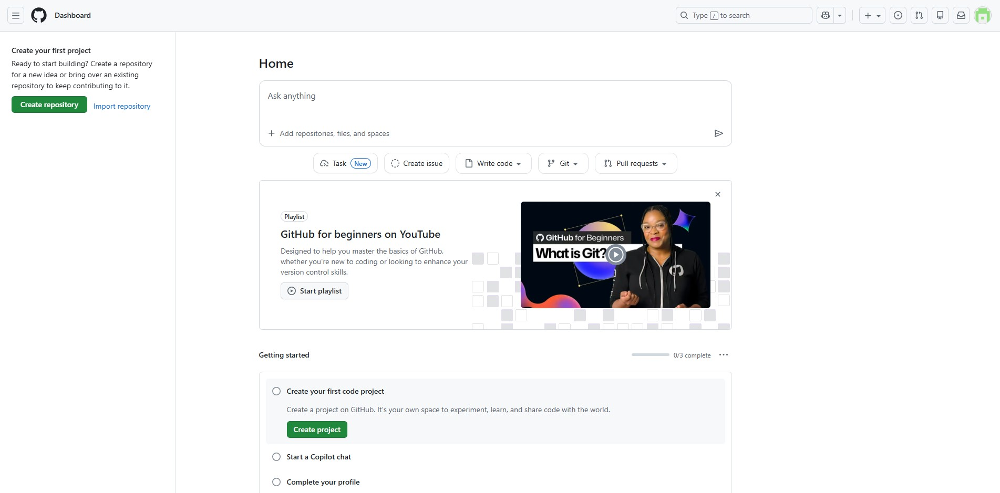 Dashboard
Type / to search
Create your first project
Ready to start building? Create a repository
for a new idea or bring over an existing
repository to keep contributing to it.
Create repository
Import repository
Home
Ask anything
Add repositories, files, and spaces
Task New
Create issue
Write code
Git
Pull requests
Playlist
GitHub for beginners on YouTube
Designed to help you master the basics of GitHub,
whether you're new to coding or looking to enhance your
version control skills.
Start playlist
GitHub for Beginners
What is Git?
Getting started
0/3 complete
Create your first code project
Create a project on GitHub. It's your own space to experiment, learn, and share code with the world.
Create project
Start a Copilot chat
Complete your profile